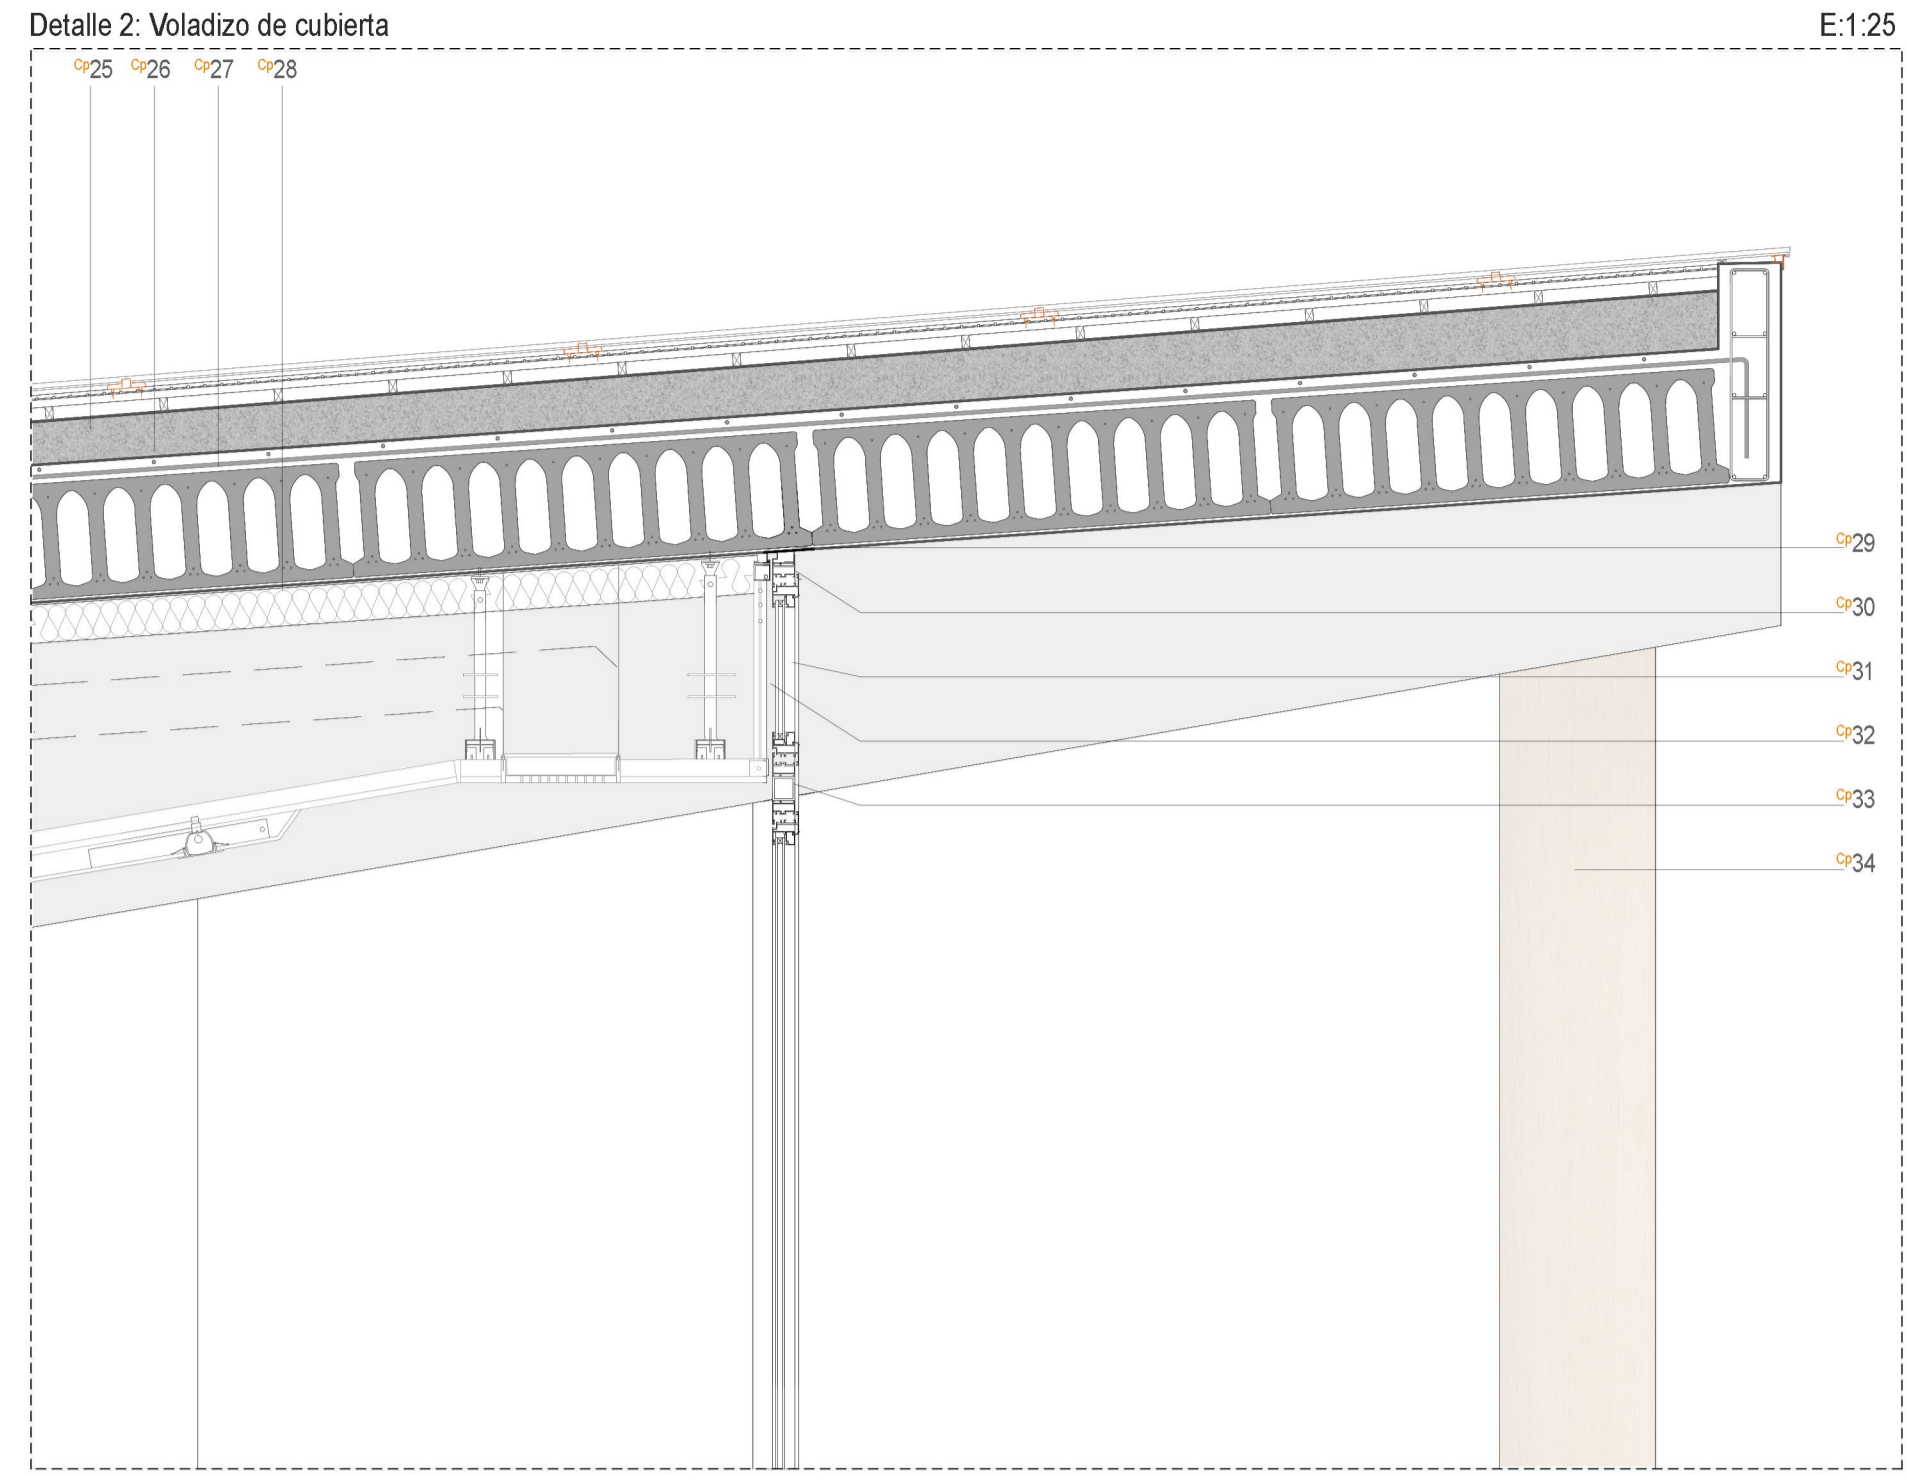 Detalle 2: Voladizo de cubierta E:1:25
Cp25 Cp26 Cp27 Cp28
Cp29
Cp30
Cp31
Cp32
Cp33
Cp34